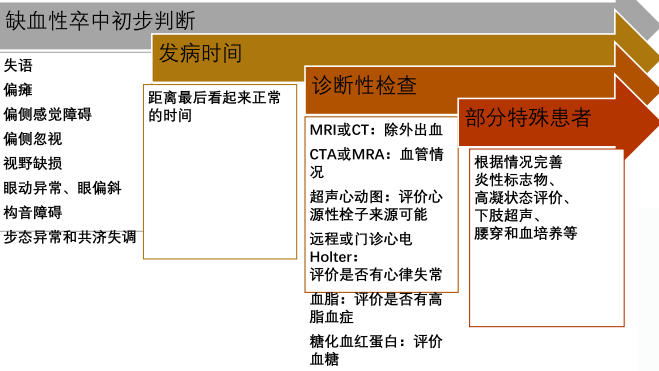 缺血性卒中初步判断
失语
偏瘫
偏侧感觉障碍
偏侧忽视
视野缺损
眼动异常、眼偏斜
构音障碍
步态异常和共济失调
发病时间
距离最后看起来正常
的时间
诊断性检查
MRI或CT：除外出血
CTA或MRA：血管情
况
超声心动图：评价心
源性栓子来源可能
远程或门诊心电
Holter：
评价是否有心律失常
血脂：评价是否有高
脂血症
糖化血红蛋白：评价
血糖
部分特殊患者
根据情况完善
炎性标志物、
高凝状态评价、
下肢超声、
腰穿和血培养等